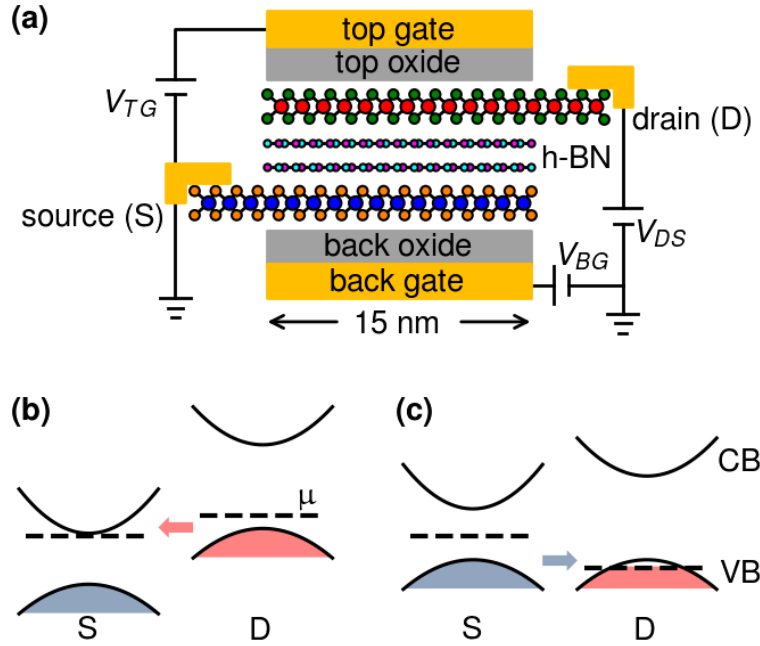 (a)
top gate
top oxide
V_TG
drain (D)
h-BN
source (S)
V_DS
back oxide
V_BG
back gate
15 nm
(b)
(c)
μ
CB
VB
S
D
S
D